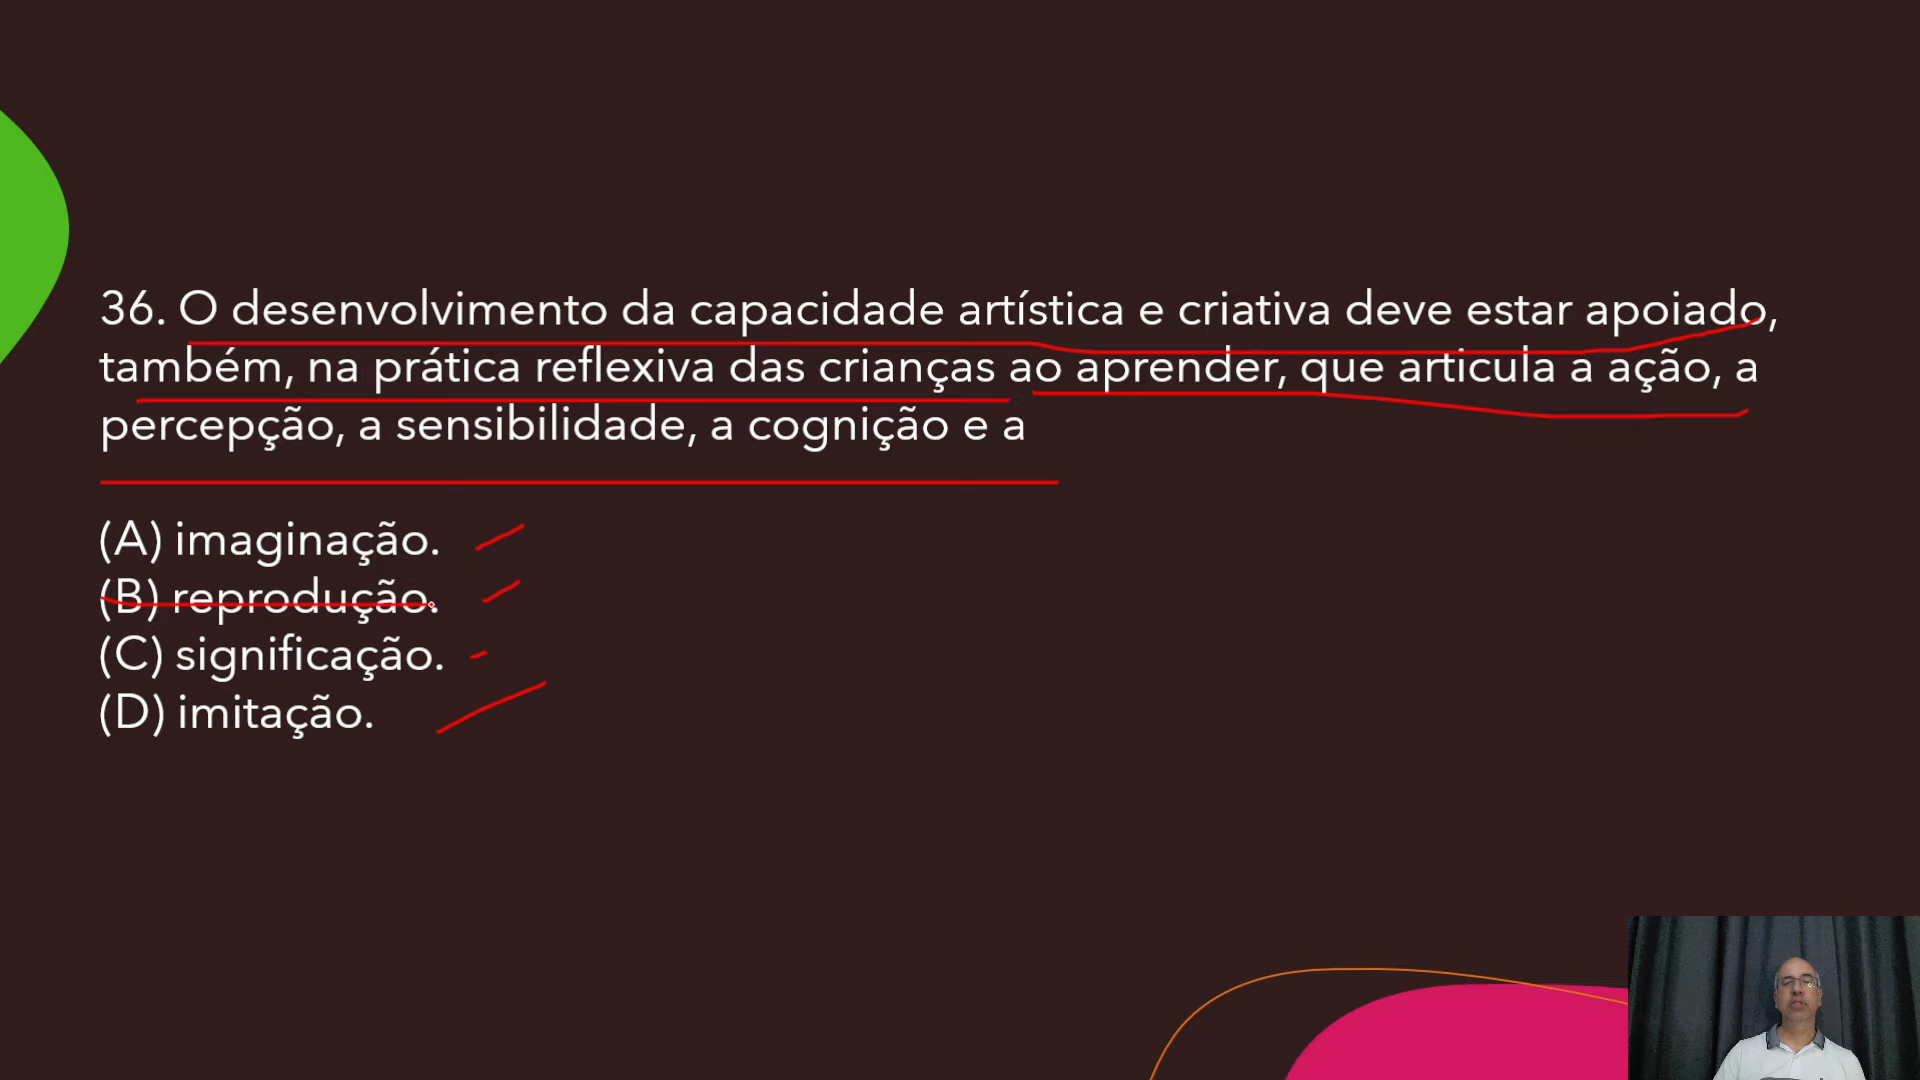 36. O desenvolvimento da capacidade artística e criativa deve estar apoiado,
também, na prática reflexiva das crianças ao aprender, que articula a ação, a
percepção, a sensibilidade, a cognição e a
(A) imaginação.
(B) reprodução.
(C) significação.
(D) imitação.